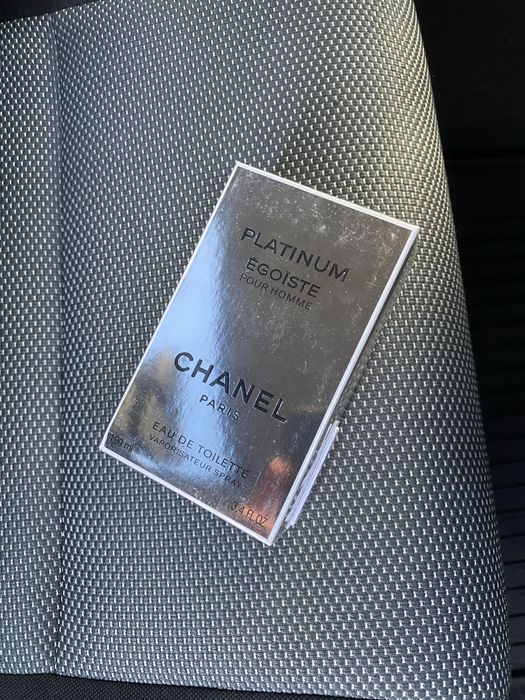 PLATINUM
ÉGOÏSTE
POUR HOMME
CHANEL
PARIS
EAU DE TOILETTE
VAPORISATEUR SPRAY
100 ml
3.4 FL.OZ.